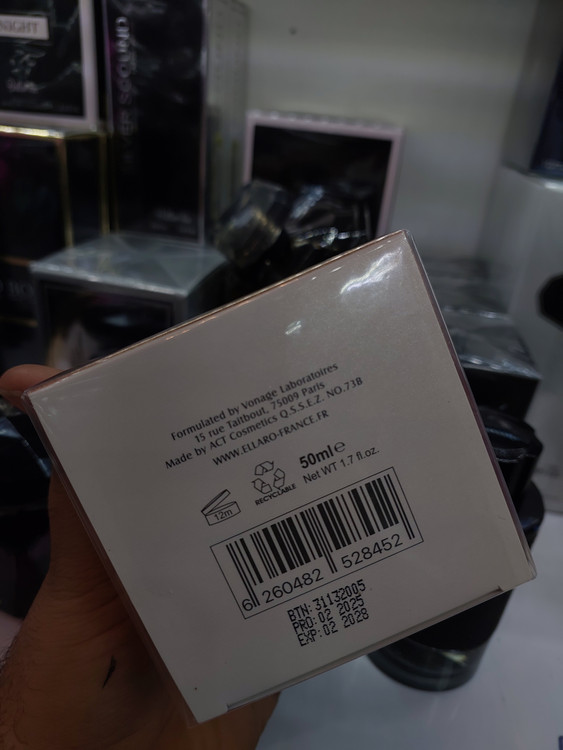 NIGHT
Formulated by Vonage Laboratoires
15 rue Taitbout, 75009 Paris
Made by ACT Cosmetics Q.S.S.E.Z. NO.73B
WWW.ELLARO-FRANCE.FR
12m
RECYCLABLE
50ml e
Net WT 1.7 fl.oz.
6 260482 528452
BTN: 31132005
PRO: 02 2025
EXP: 02 2028